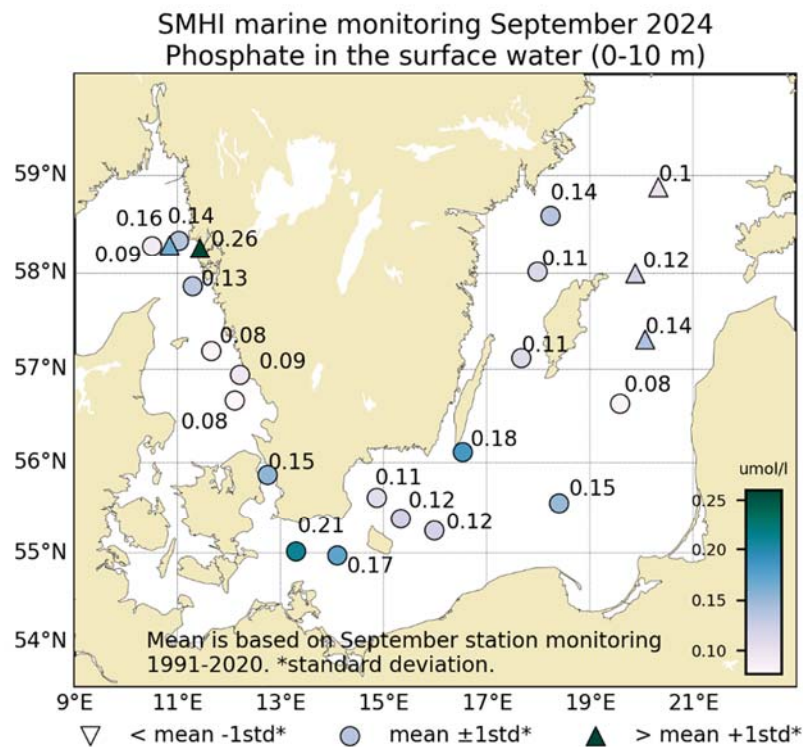 SMHI marine monitoring September 2024
Phosphate in the surface water (0-10 m)
59°N
58°N
57°N
56°N
55°N
54°N
0.1
0.14
0.16 0.14
0.26
0.09
0.11
0.12
0.13
0.14
0.08
0.11
0.09
0.08
0.08
0.18
0.15
0.11
0.12
0.12
0.15
0.21
0.17
umol/l
0.25
0.20
0.15
0.10
Mean is based on September station monitoring
1991-2020. *standard deviation.
9°E 11°E 13°E 15°E 17°E 19°E 21°E
< mean -1std* mean ±1std* > mean +1std*